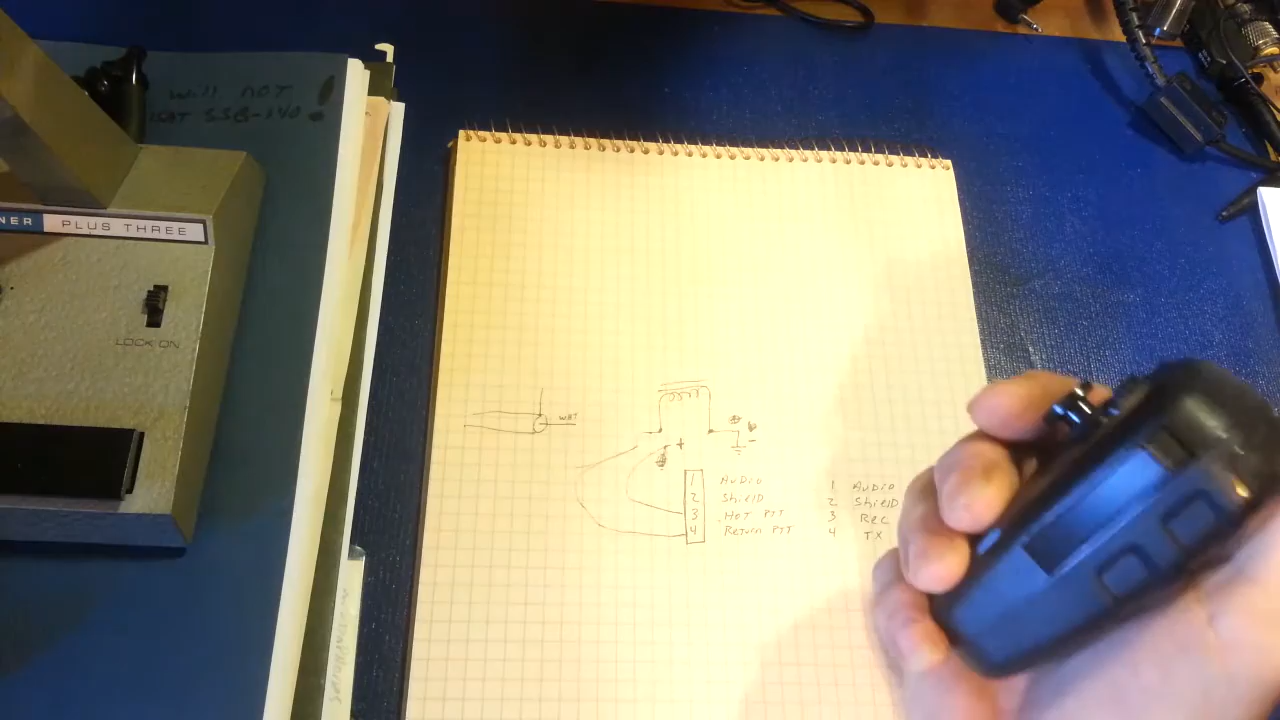 will not
SSB-140
NER PLUS THREE
LOCK ON
WHT
+
-
1 Audio
2 Shield
3 Hot PTT
4 Return PTT
1 Audio
2 Shield
3 Rec
4 TX